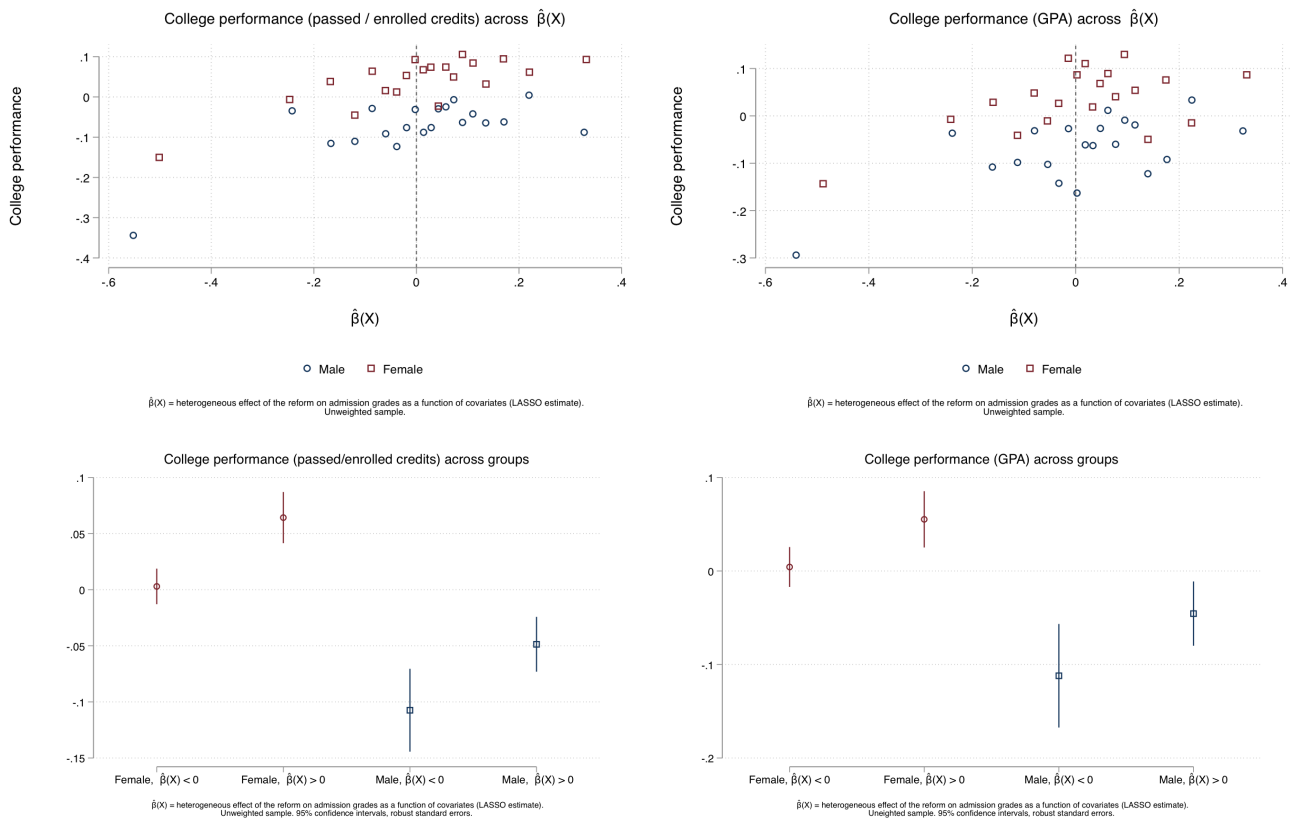 College performance (passed / enrolled credits) across β̂(X)
College performance
.1
0
-.1
-.2
-.3
-.4
-.6
-.4
-.2
0
.2
.4
β̂(X)
Male
Female
β̂(X) = heterogeneous effect of the reform on admission grades as a function of covariates (LASSO estimate).
Unweighted sample.
College performance (GPA) across β̂(X)
College performance
.1
0
-.1
-.2
-.3
-.6
-.4
-.2
0
.2
.4
β̂(X)
Male
Female
β̂(X) = heterogeneous effect of the reform on admission grades as a function of covariates (LASSO estimate).
Unweighted sample.
College performance (passed/enrolled credits) across groups
.1
.05
0
-.05
-.1
-.15
Female, β̂(X) < 0
Female, β̂(X) > 0
Male, β̂(X) < 0
Male, β̂(X) > 0
β̂(X) = heterogeneous effect of the reform on admission grades as a function of covariates (LASSO estimate).
Unweighted sample. 95% confidence intervals, robust standard errors.
College performance (GPA) across groups
.1
0
-.1
-.2
Female, β̂(X) < 0
Female, β̂(X) > 0
Male, β̂(X) < 0
Male, β̂(X) > 0
β̂(X) = heterogeneous effect of the reform on admission grades as a function of covariates (LASSO estimate).
Unweighted sample. 95% confidence intervals, robust standard errors.